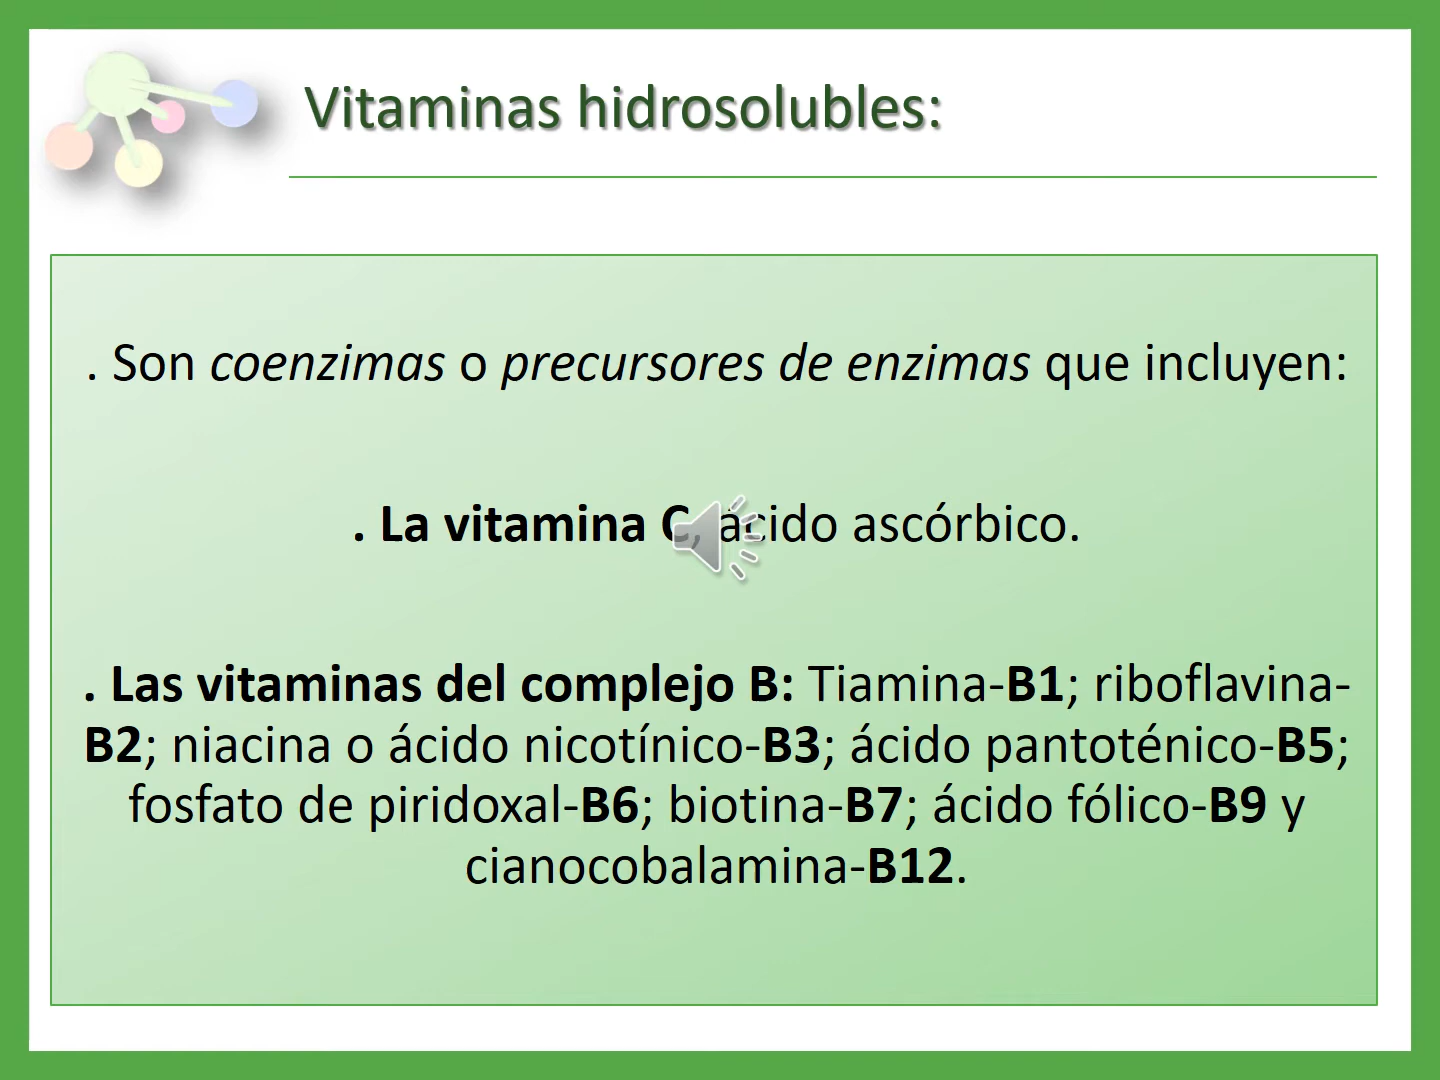 Vitaminas hidrosolubles:
. Son coenzimas o precursores de enzimas que incluyen:
. La vitamina C, ácido ascórbico.
. Las vitaminas del complejo B: Tiamina-B1; riboflavina-
B2; niacina o ácido nicotínico-B3; ácido pantoténico-B5;
fosfato de piridoxal-B6; biotina-B7; ácido fólico-B9 y
cianocobalamina-B12.